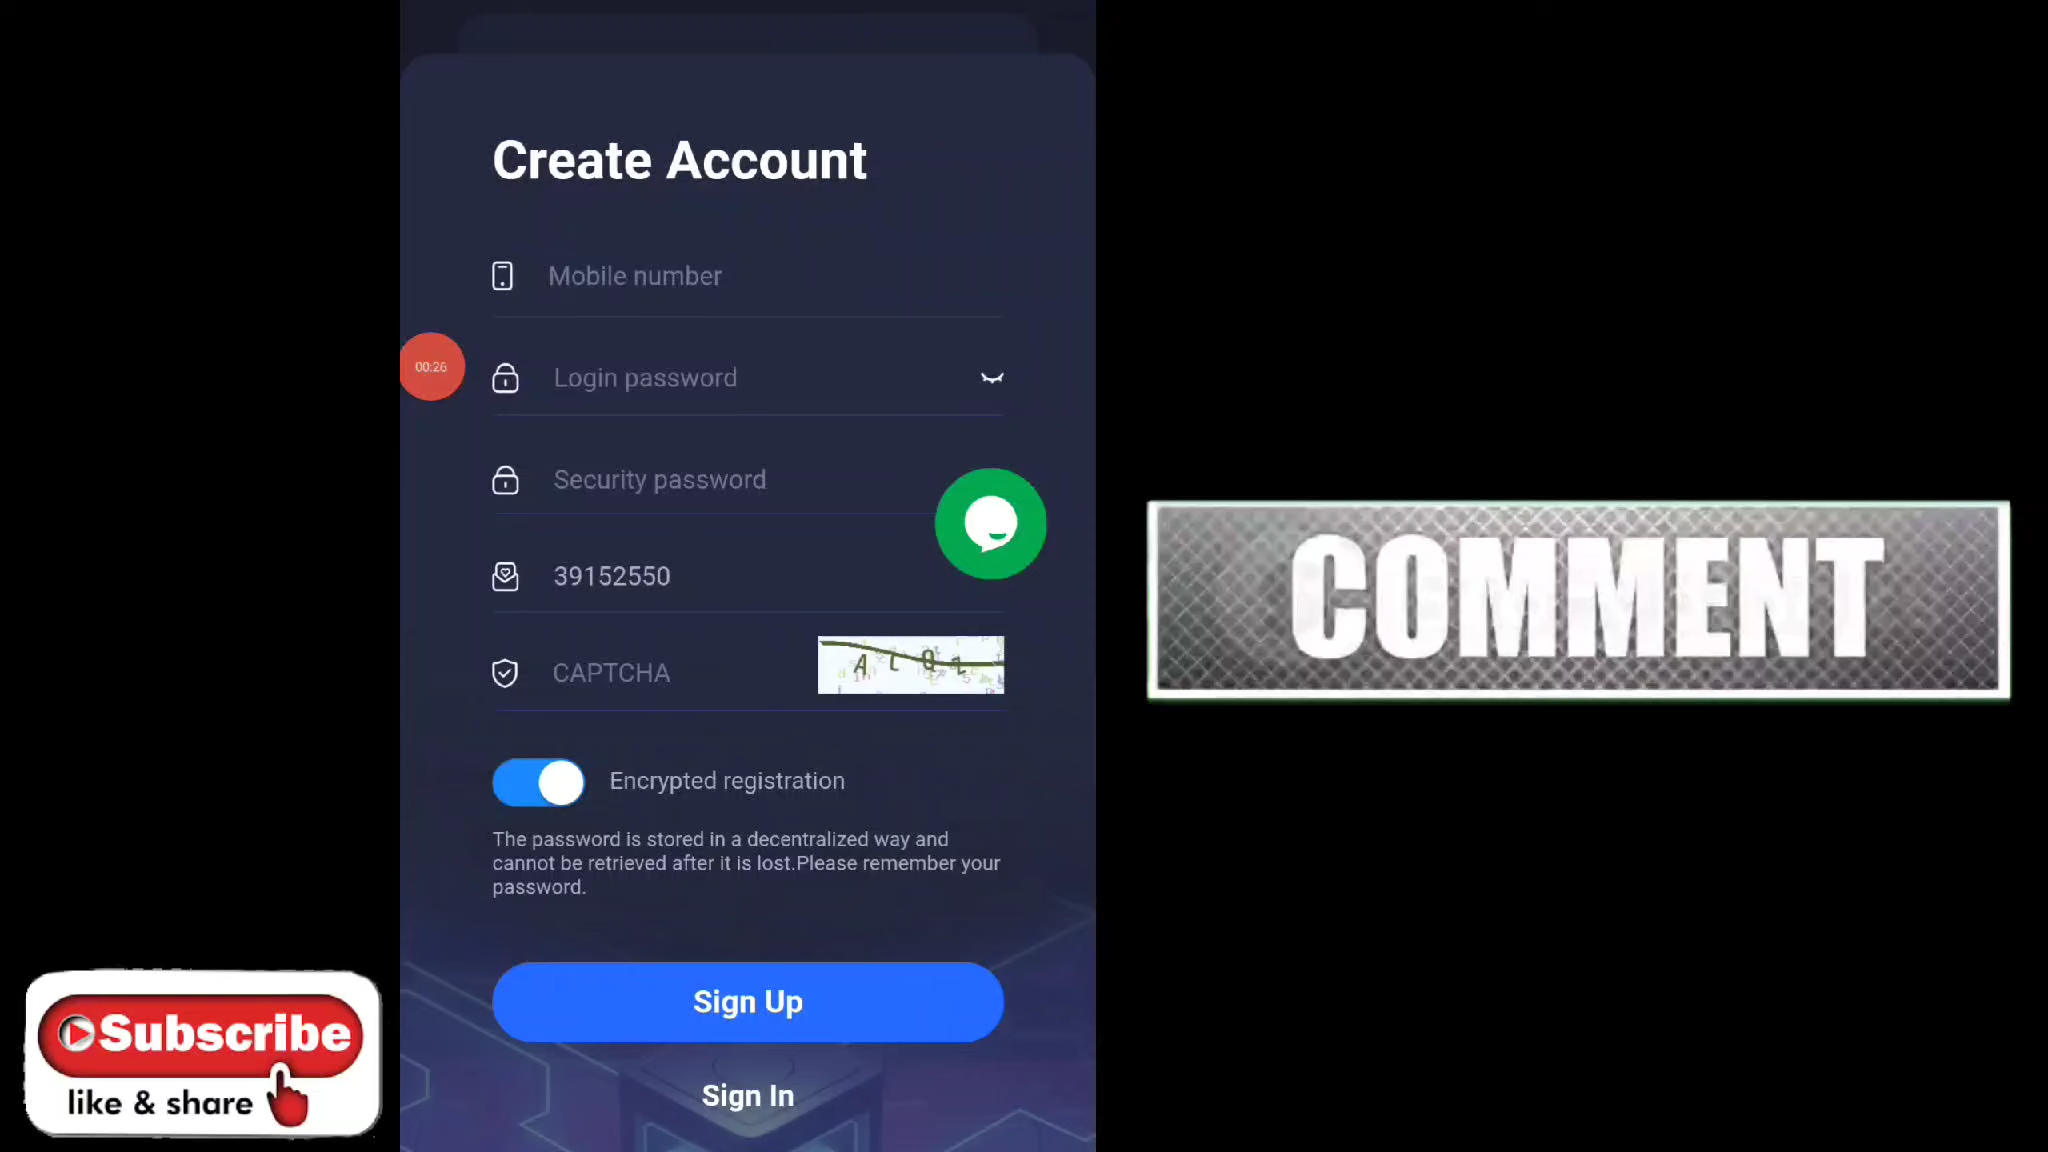 Create Account
Mobile number
00:26
Login password
Security password
39152550
CAPTCHA
Encrypted registration
The password is stored in a decentralized way and
cannot be retrieved after it is lost.Please remember your
password.
Sign Up
Sign In
COMMENT
Subscribe
like & share